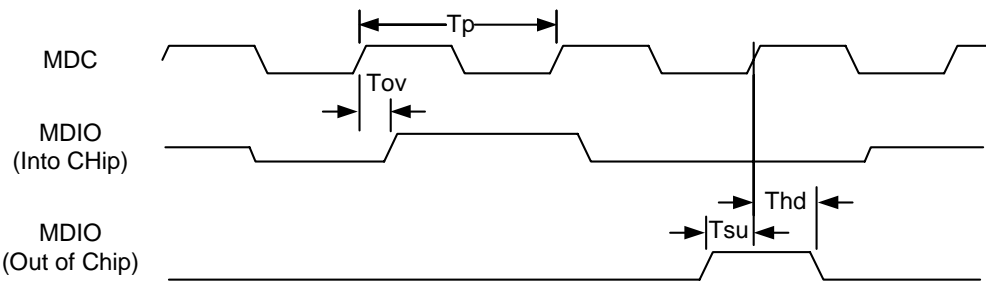 Tp
MDC
Tov
MDIO
(Into CHip)
Thd
Tsu
MDIO
(Out of Chip)